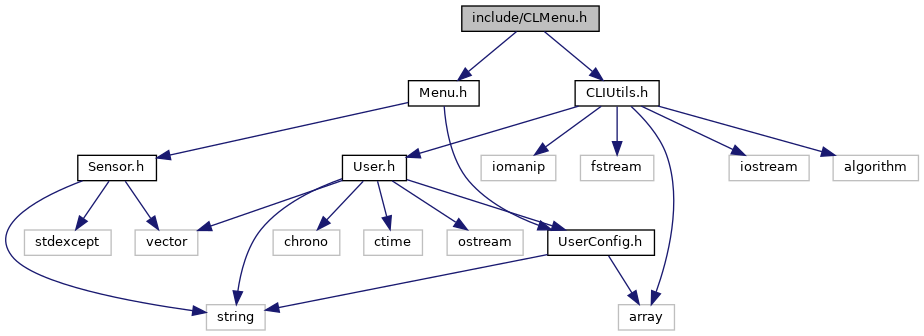 include/CLMenu.h
Menu.h
CLIUtils.h
Sensor.h
User.h
iomanip
fstream
iostream
algorithm
stdexcept
vector
chrono
ctime
ostream
UserConfig.h
string
array